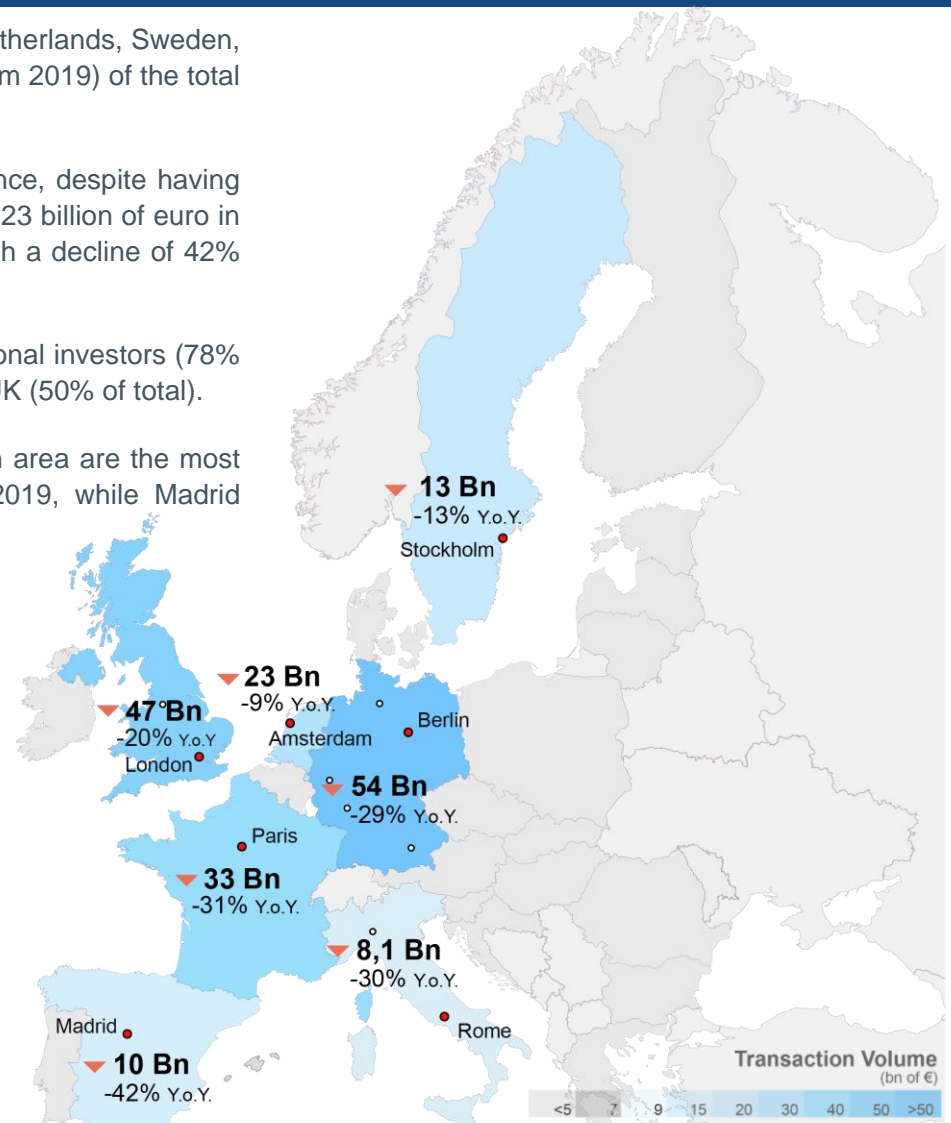 therlands, Sweden,
m 2019) of the total
nce, despite having
23 billion of euro in
h a decline of 42%
onal investors (78%
UK (50% of total).
n area are the most
2019, while Madrid
13 Bn
-13% Y.o.Y.
Stockholm
23 Bn
-9% Y.o.Y.
Amsterdam
47 Bn
-20% Y.o.Y
London
Berlin
54 Bn
-29% Y.o.Y.
Paris
33 Bn
-31% Y.o.Y.
8,1 Bn
-30% Y.o.Y.
Rome
Madrid
10 Bn
-42% Y.o.Y.
Transaction Volume
(bn of €)
<5 7 9 15 20 30 40 50 >50